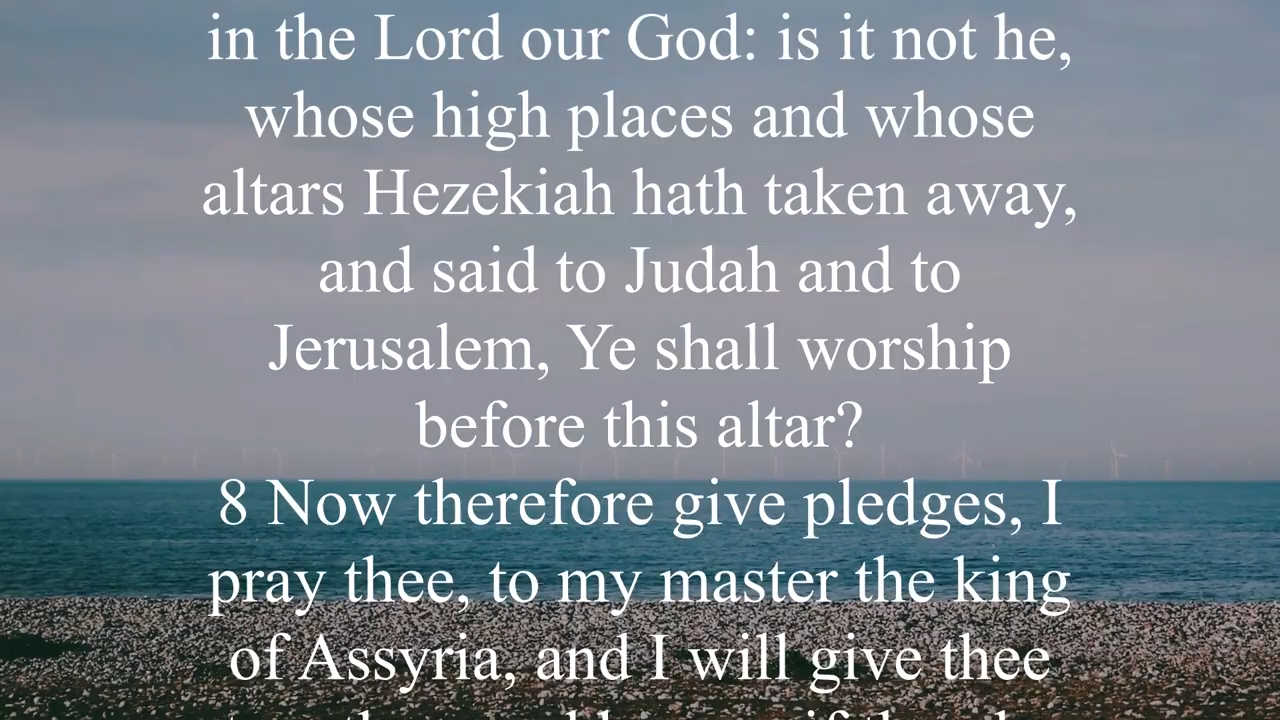 in the Lord our God: is it not he,
whose high places and whose
altars Hezekiah hath taken away,
and said to Judah and to
Jerusalem, Ye shall worship
before this altar?
8 Now therefore give pledges, I
pray thee, to my master the king
of Assyria, and I will give thee